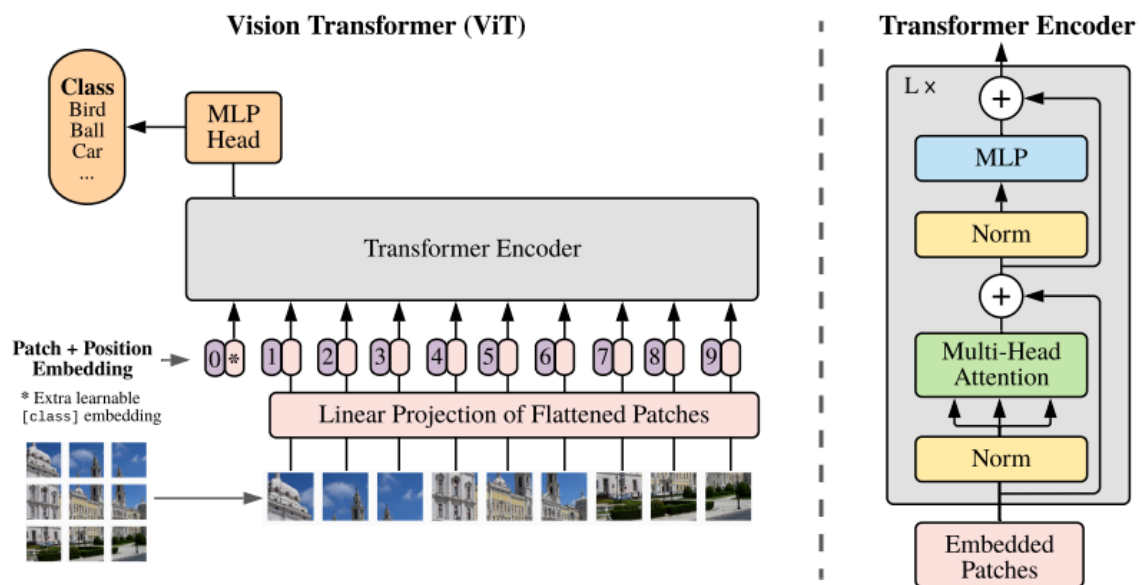 Vision Transformer (ViT)
Class
Bird
Ball
Car
...
MLP
Head
Transformer Encoder
Patch + Position
Embedding
0 * 1 2 3 4 5 6 7 8 9
* Extra learnable
[class] embedding
Linear Projection of Flattened Patches
Transformer Encoder
L ×
+
MLP
Norm
+
Multi-Head
Attention
Norm
Embedded
Patches